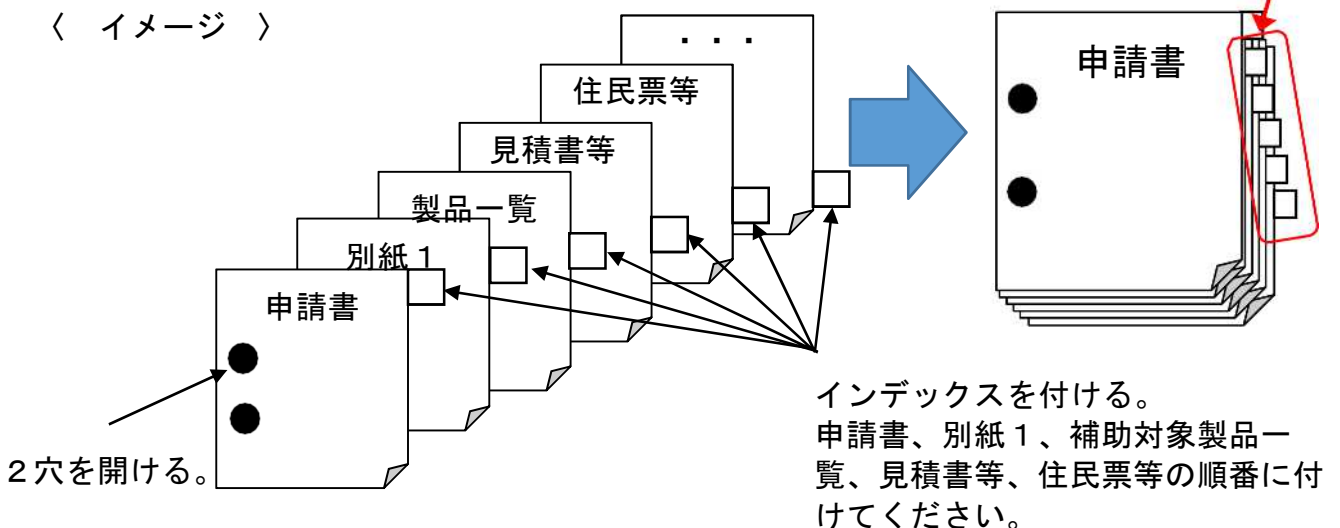 〈　イメージ　〉
・・・
住民票等
見積書等
製品一覧
別紙１
申請書
２穴を開ける。
申請書
インデックスを付ける。
申請書、別紙１、補助対象製品一
覧、見積書等、住民票等の順番に付
けてください。